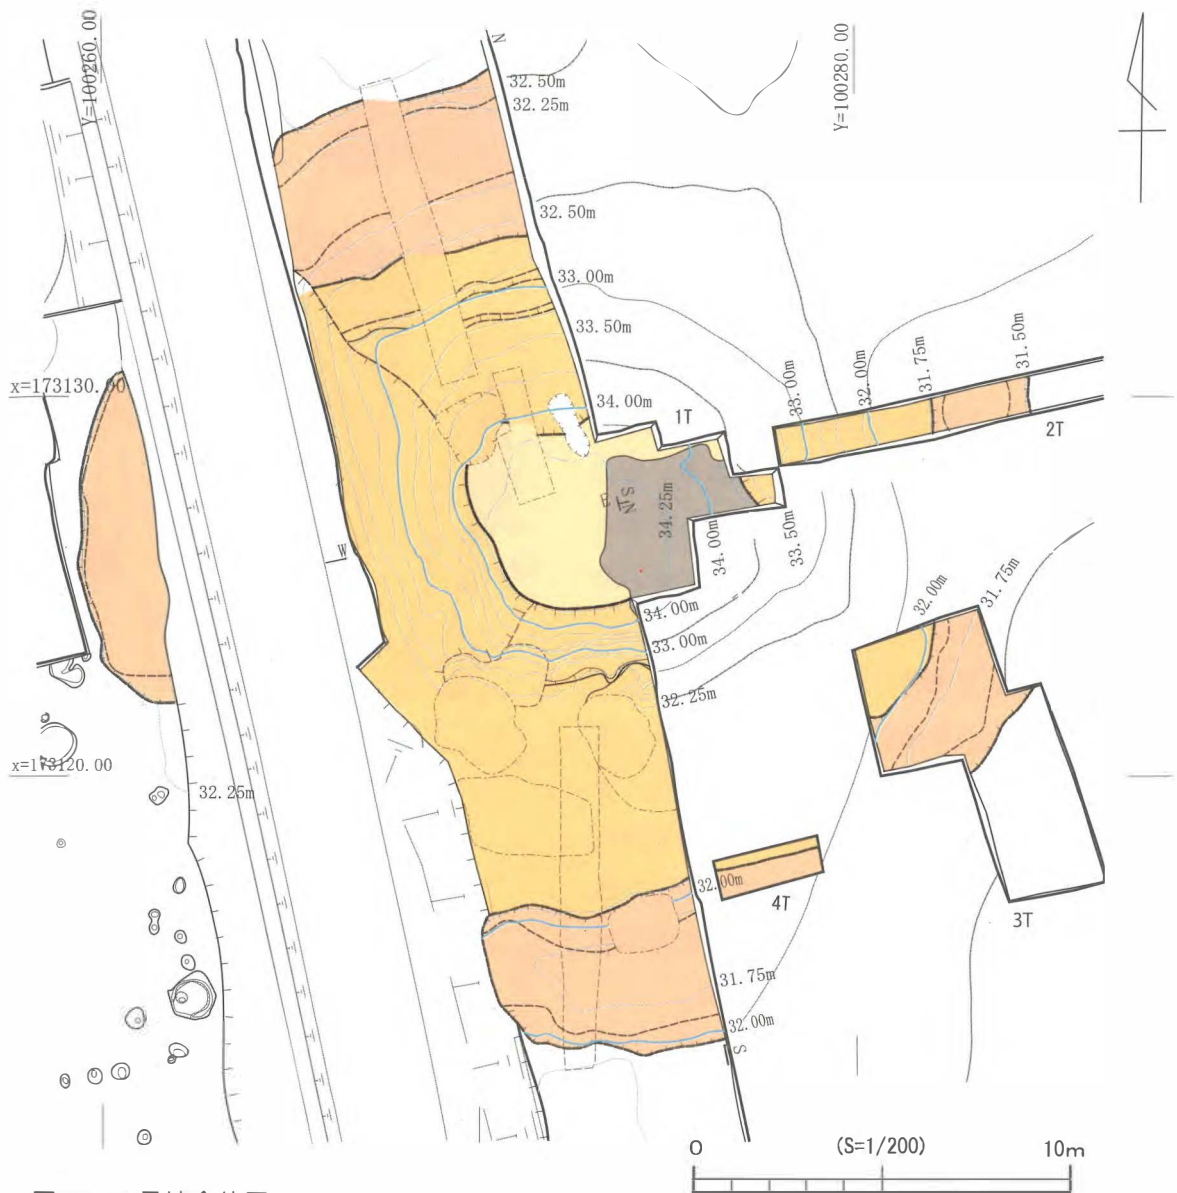 Y=100260.00
Y=100280.00
N
32.50m
32.25m
32.50m
33.00m
33.50m
34.00m
1T
33.00m
32.00m
31.75m
31.50m
2T
x=173130.00
E
N
S
34.25m
34.00m
33.50m
W
34.00m
33.00m
32.25m
32.00m
31.75m
3T
x=173120.00
32.25m
32.00m
4T
31.75m
32.00m
S
0
(S=1/200)
10m